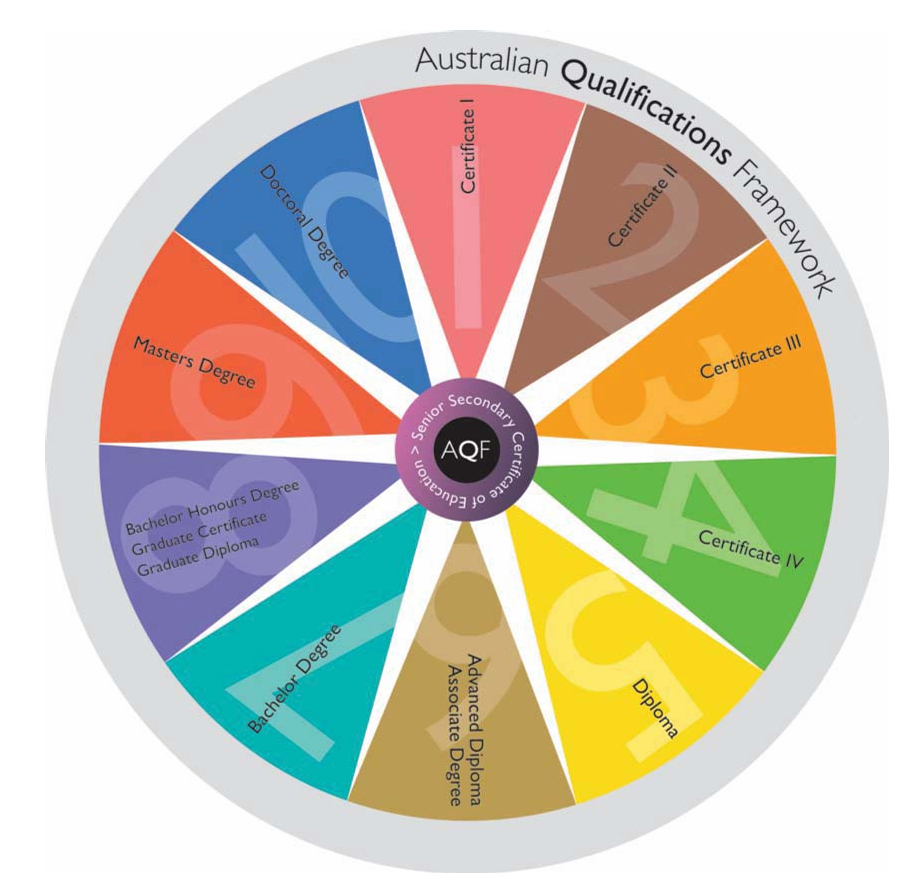 Australian Qualifications Framework
1
Certificate I
2
Certificate II
3
Certificate III
4
Certificate IV
5
Diploma
6
Advanced Diploma
Associate Degree
7
Bachelor Degree
8
Bachelor Honours Degree
Graduate Certificate
Graduate Diploma
9
Masters Degree
10
Doctoral Degree
Senior Secondary Certificate of Education >
AQF